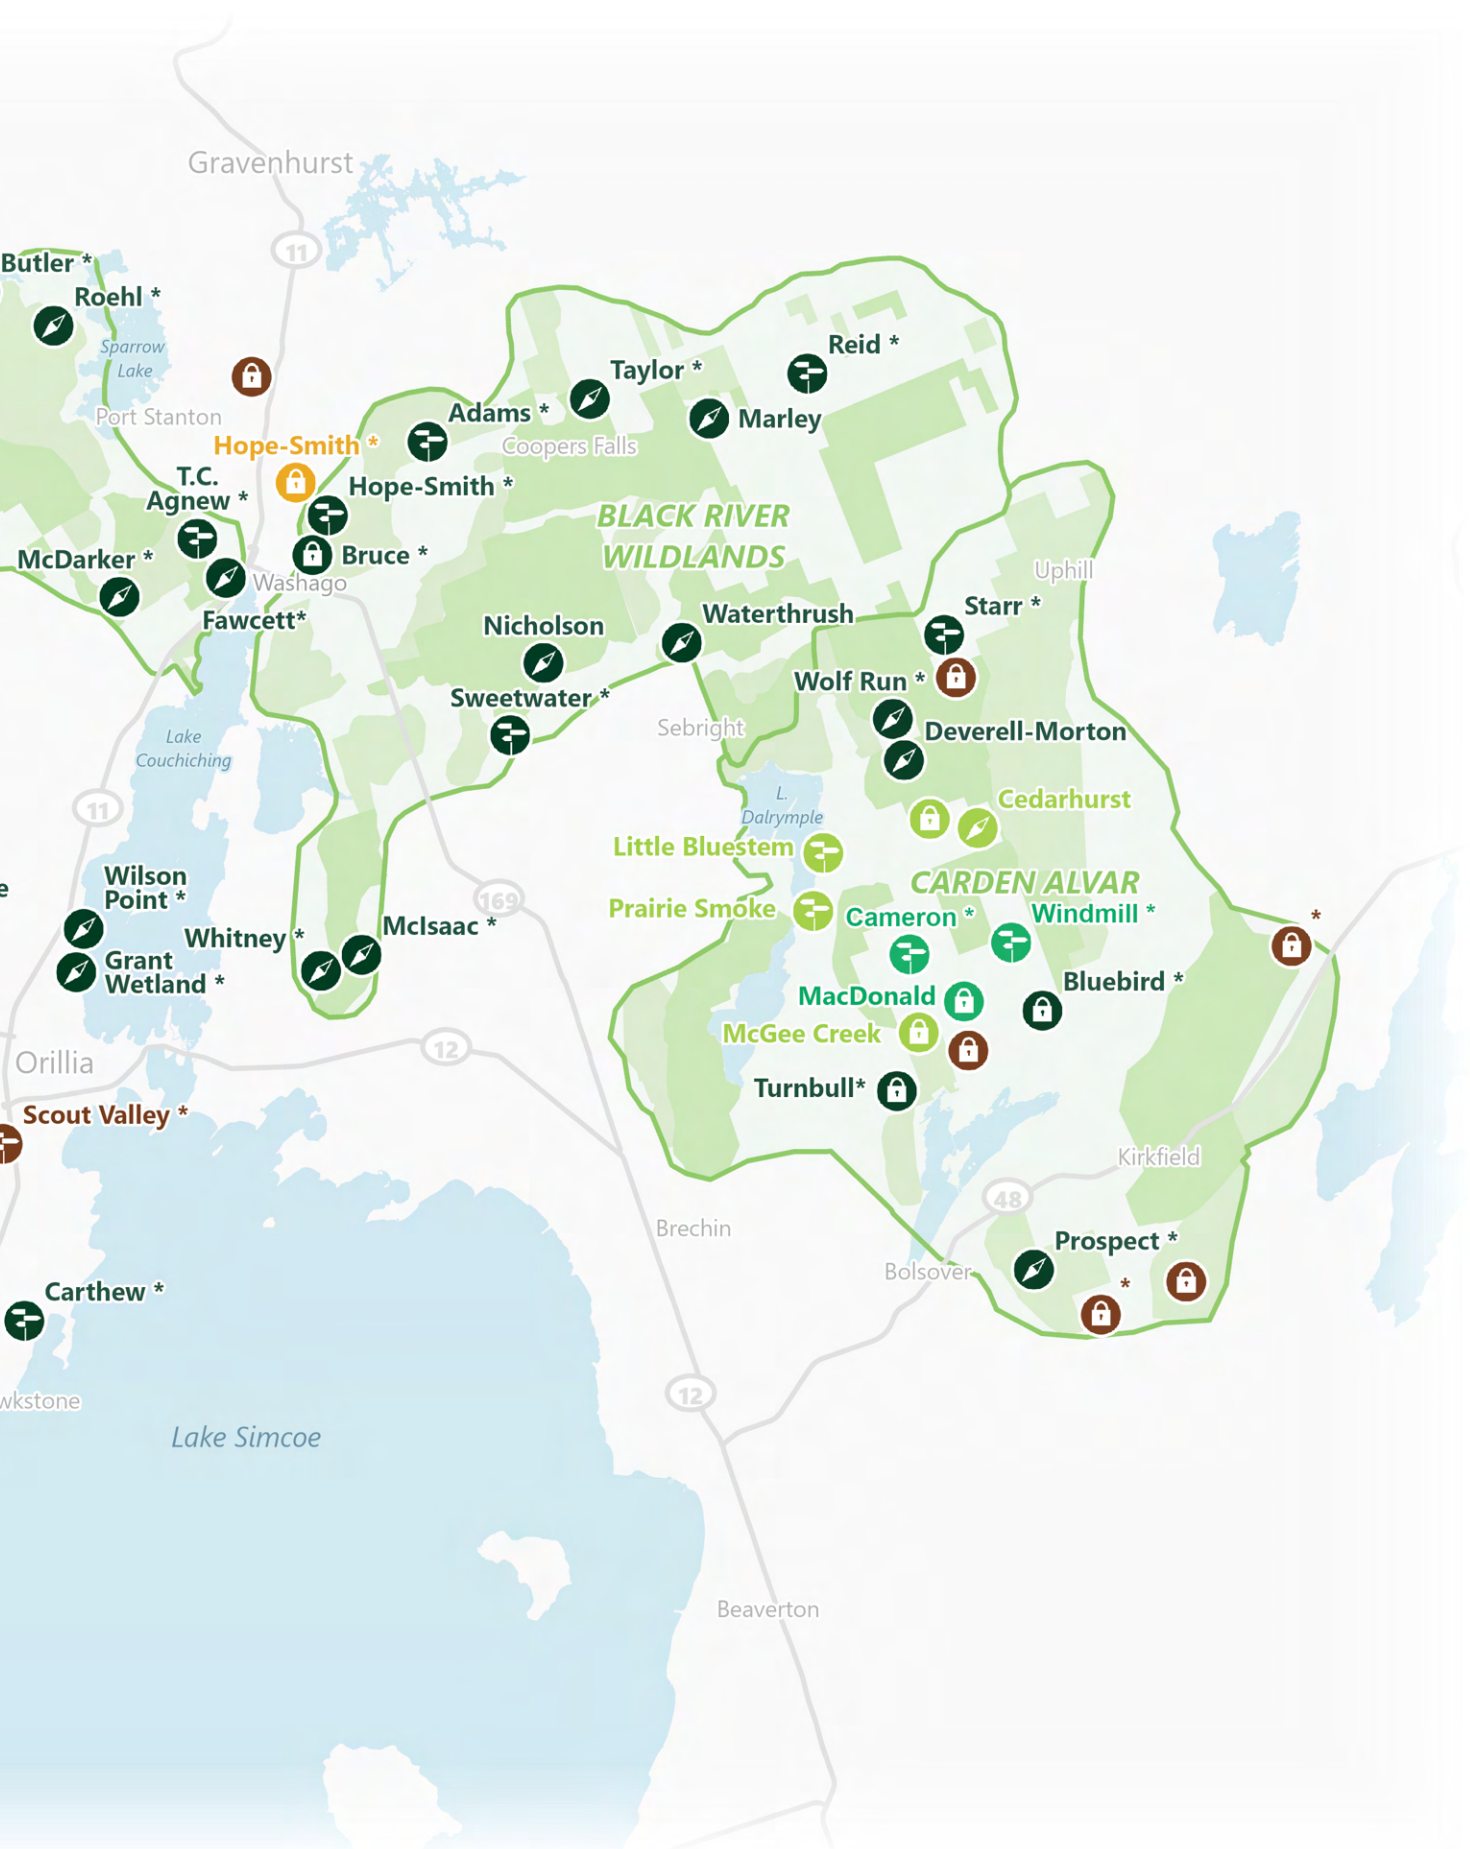 Gravenhurst
11
Butler *
Roehl *
Sparrow
Lake
Port Stanton
Reid *
Taylor *
Marley
Adams *
Coopers Falls
Hope-Smith *
T.C.
Agnew *
Hope-Smith *
BLACK RIVER
WILDLANDS
McDarker *
Bruce *
Washago
Uphill
Fawcett*
Nicholson
Waterthrush
Starr *
Wolf Run *
Sweetwater *
Sebright
Deverell-Morton
Lake
Couchiching
11
L.
Dalrymple
Cedarhurst
Little Bluestem
CARDEN ALVAR
Wilson
Point *
169
Prairie Smoke
Cameron *
Windmill *
*
e
Whitney *
McIsaac *
Grant
Wetland *
Bluebird *
MacDonald
McGee Creek
12
Orillia
Turnbull*
Scout Valley *
Kirkfield
48
Brechin
Prospect *
Bolsover
*
Carthew *
12
wkstone
Lake Simcoe
Beaverton